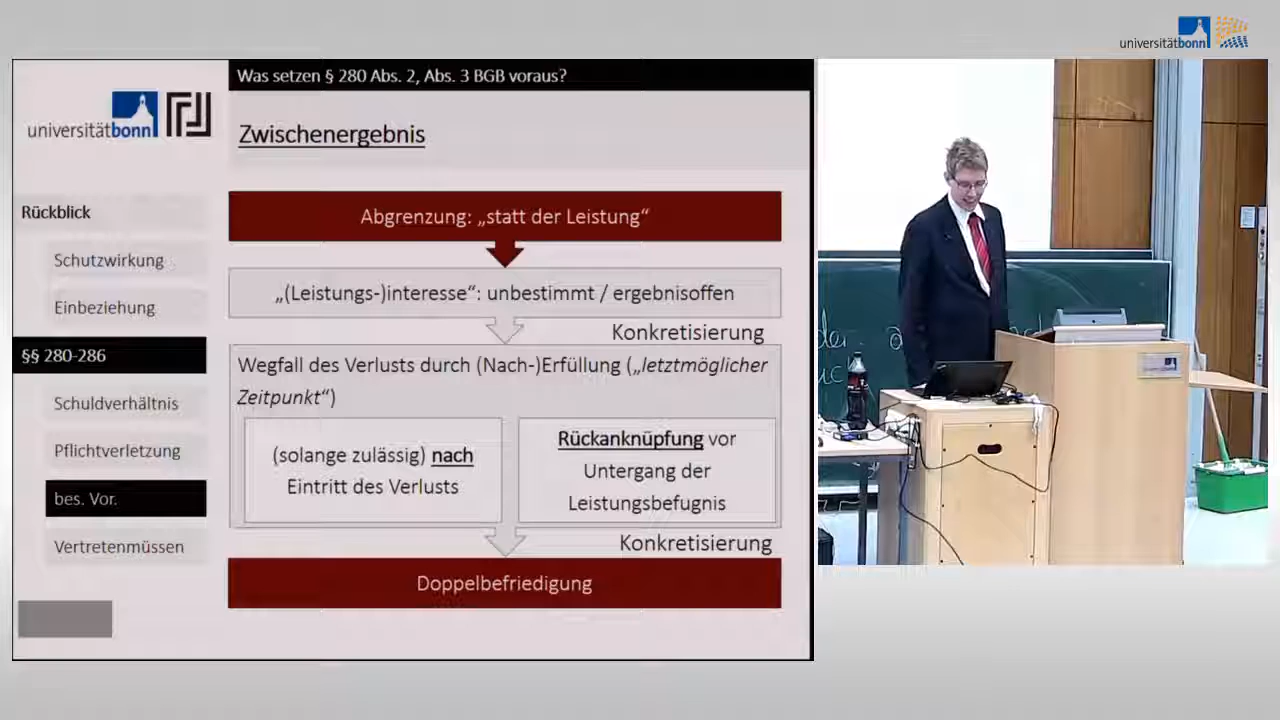 universitätbonn
Was setzen § 280 Abs. 2, Abs. 3 BGB voraus?
universitätbonn
Zwischenergebnis
Rückblick
Schutzwirkung
Einbeziehung
§§ 280-286
Schuldverhältnis
Pflichtverletzung
bes. Vor.
Vertretenmüssen
Abgrenzung: „statt der Leistung“
„(Leistungs-)interesse“: unbestimmt / ergebnisoffen
Konkretisierung
Wegfall des Verlusts durch (Nach-)Erfüllung („letztmöglicher
Zeitpunkt“)
(solange zulässig) nach
Eintritt des Verlusts
Rückanknüpfung vor
Untergang der
Leistungsbefugnis
Konkretisierung
Doppelbefriedigung